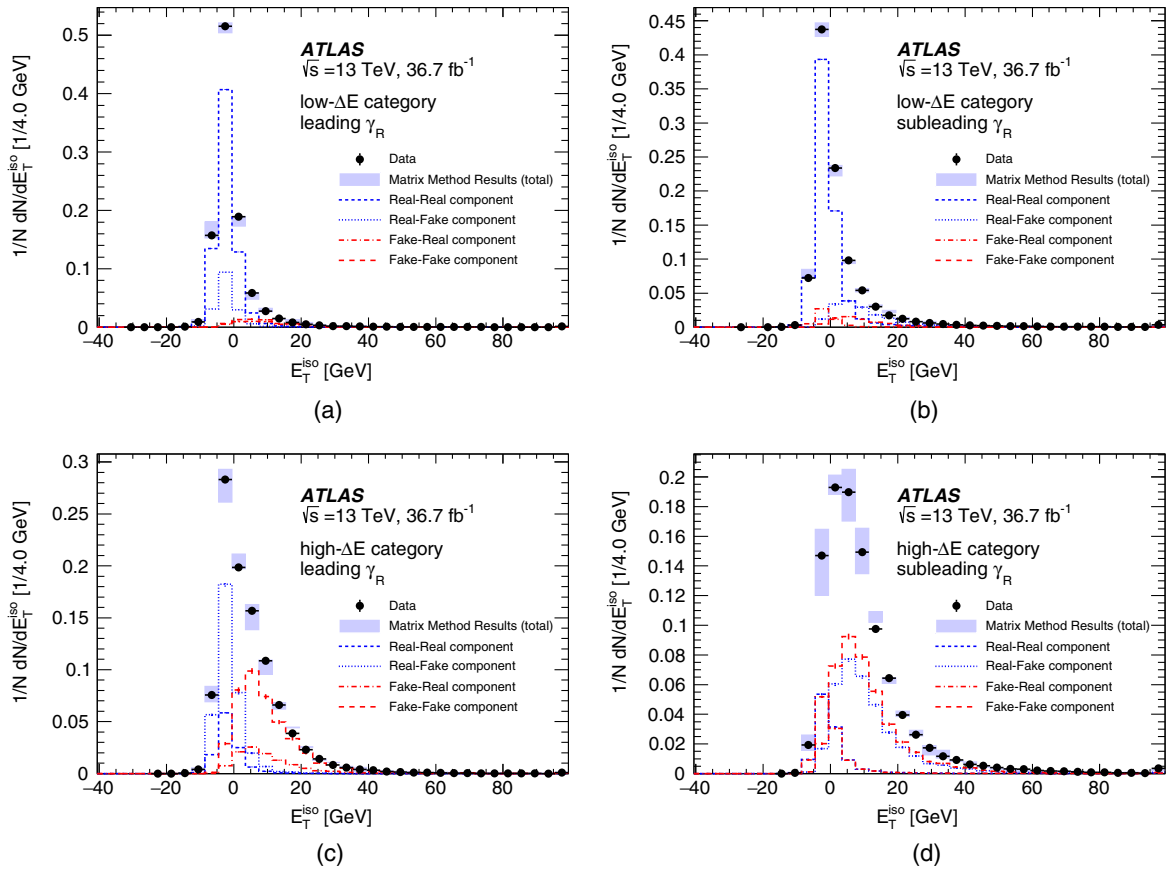 1/N dN/dE_T^iso [1/4.0 GeV]
0.5
0.4
0.3
0.2
0.1
0
ATLAS
√s =13 TeV, 36.7 fb⁻¹
low-ΔE category
leading γ_R
Data
Matrix Method Results (total)
Real-Real component
Real-Fake component
Fake-Real component
Fake-Fake component
−40 −20 0 20 40 60 80
E_T^iso [GeV]
(a)
1/N dN/dE_T^iso [1/4.0 GeV]
0.45
0.4
0.35
0.3
0.25
0.2
0.15
0.1
0.05
0
ATLAS
√s =13 TeV, 36.7 fb⁻¹
low-ΔE category
subleading γ_R
Data
Matrix Method Results (total)
Real-Real component
Real-Fake component
Fake-Real component
Fake-Fake component
−40 −20 0 20 40 60 80
E_T^iso [GeV]
(b)
1/N dN/dE_T^iso [1/4.0 GeV]
0.3
0.25
0.2
0.15
0.1
0.05
0
ATLAS
√s =13 TeV, 36.7 fb⁻¹
high-ΔE category
leading γ_R
Data
Matrix Method Results (total)
Real-Real component
Real-Fake component
Fake-Real component
Fake-Fake component
−40 −20 0 20 40 60 80
E_T^iso [GeV]
(c)
1/N dN/dE_T^iso [1/4.0 GeV]
0.2
0.18
0.16
0.14
0.12
0.1
0.08
0.06
0.04
0.02
0
ATLAS
√s =13 TeV, 36.7 fb⁻¹
high-ΔE category
subleading γ_R
Data
Matrix Method Results (total)
Real-Real component
Real-Fake component
Fake-Real component
Fake-Fake component
−40 −20 0 20 40 60 80
E_T^iso [GeV]
(d)